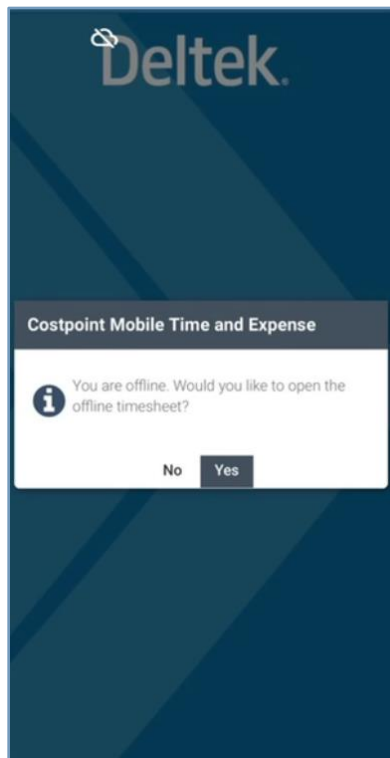 Deltek.
Costpoint Mobile Time and Expense
You are offline. Would you like to open the
offline timesheet?
No Yes